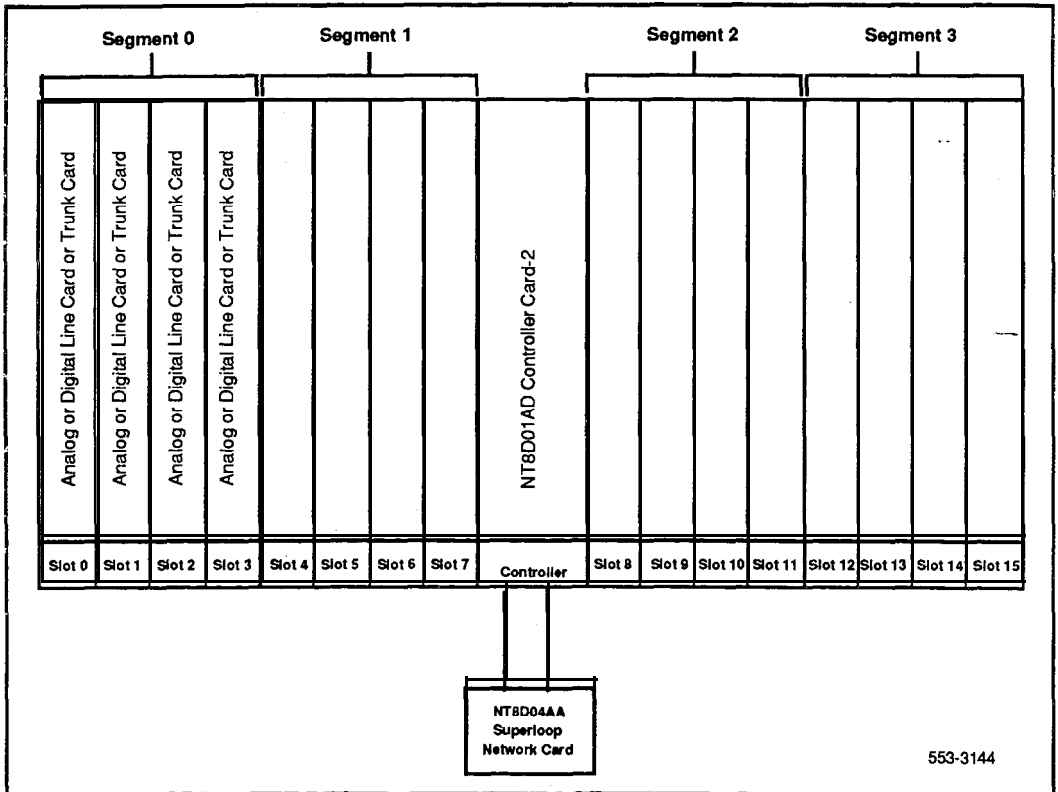 Segment 0
Segment 1
Segment 2
Segment 3
Analog or Digital Line Card or Trunk Card
Analog or Digital Line Card or Trunk Card
Analog or Digital Line Card or Trunk Card
Analog or Digital Line Card or Trunk Card
NT8D01AD Controller Card-2
Slot 0
Slot 1
Slot 2
Slot 3
Slot 4
Slot 5
Slot 6
Slot 7
Controller
Slot 8
Slot 9
Slot 10
Slot 11
Slot 12
Slot 13
Slot 14
Slot 15
NT8D04AA
Superloop
Network Card
553-3144